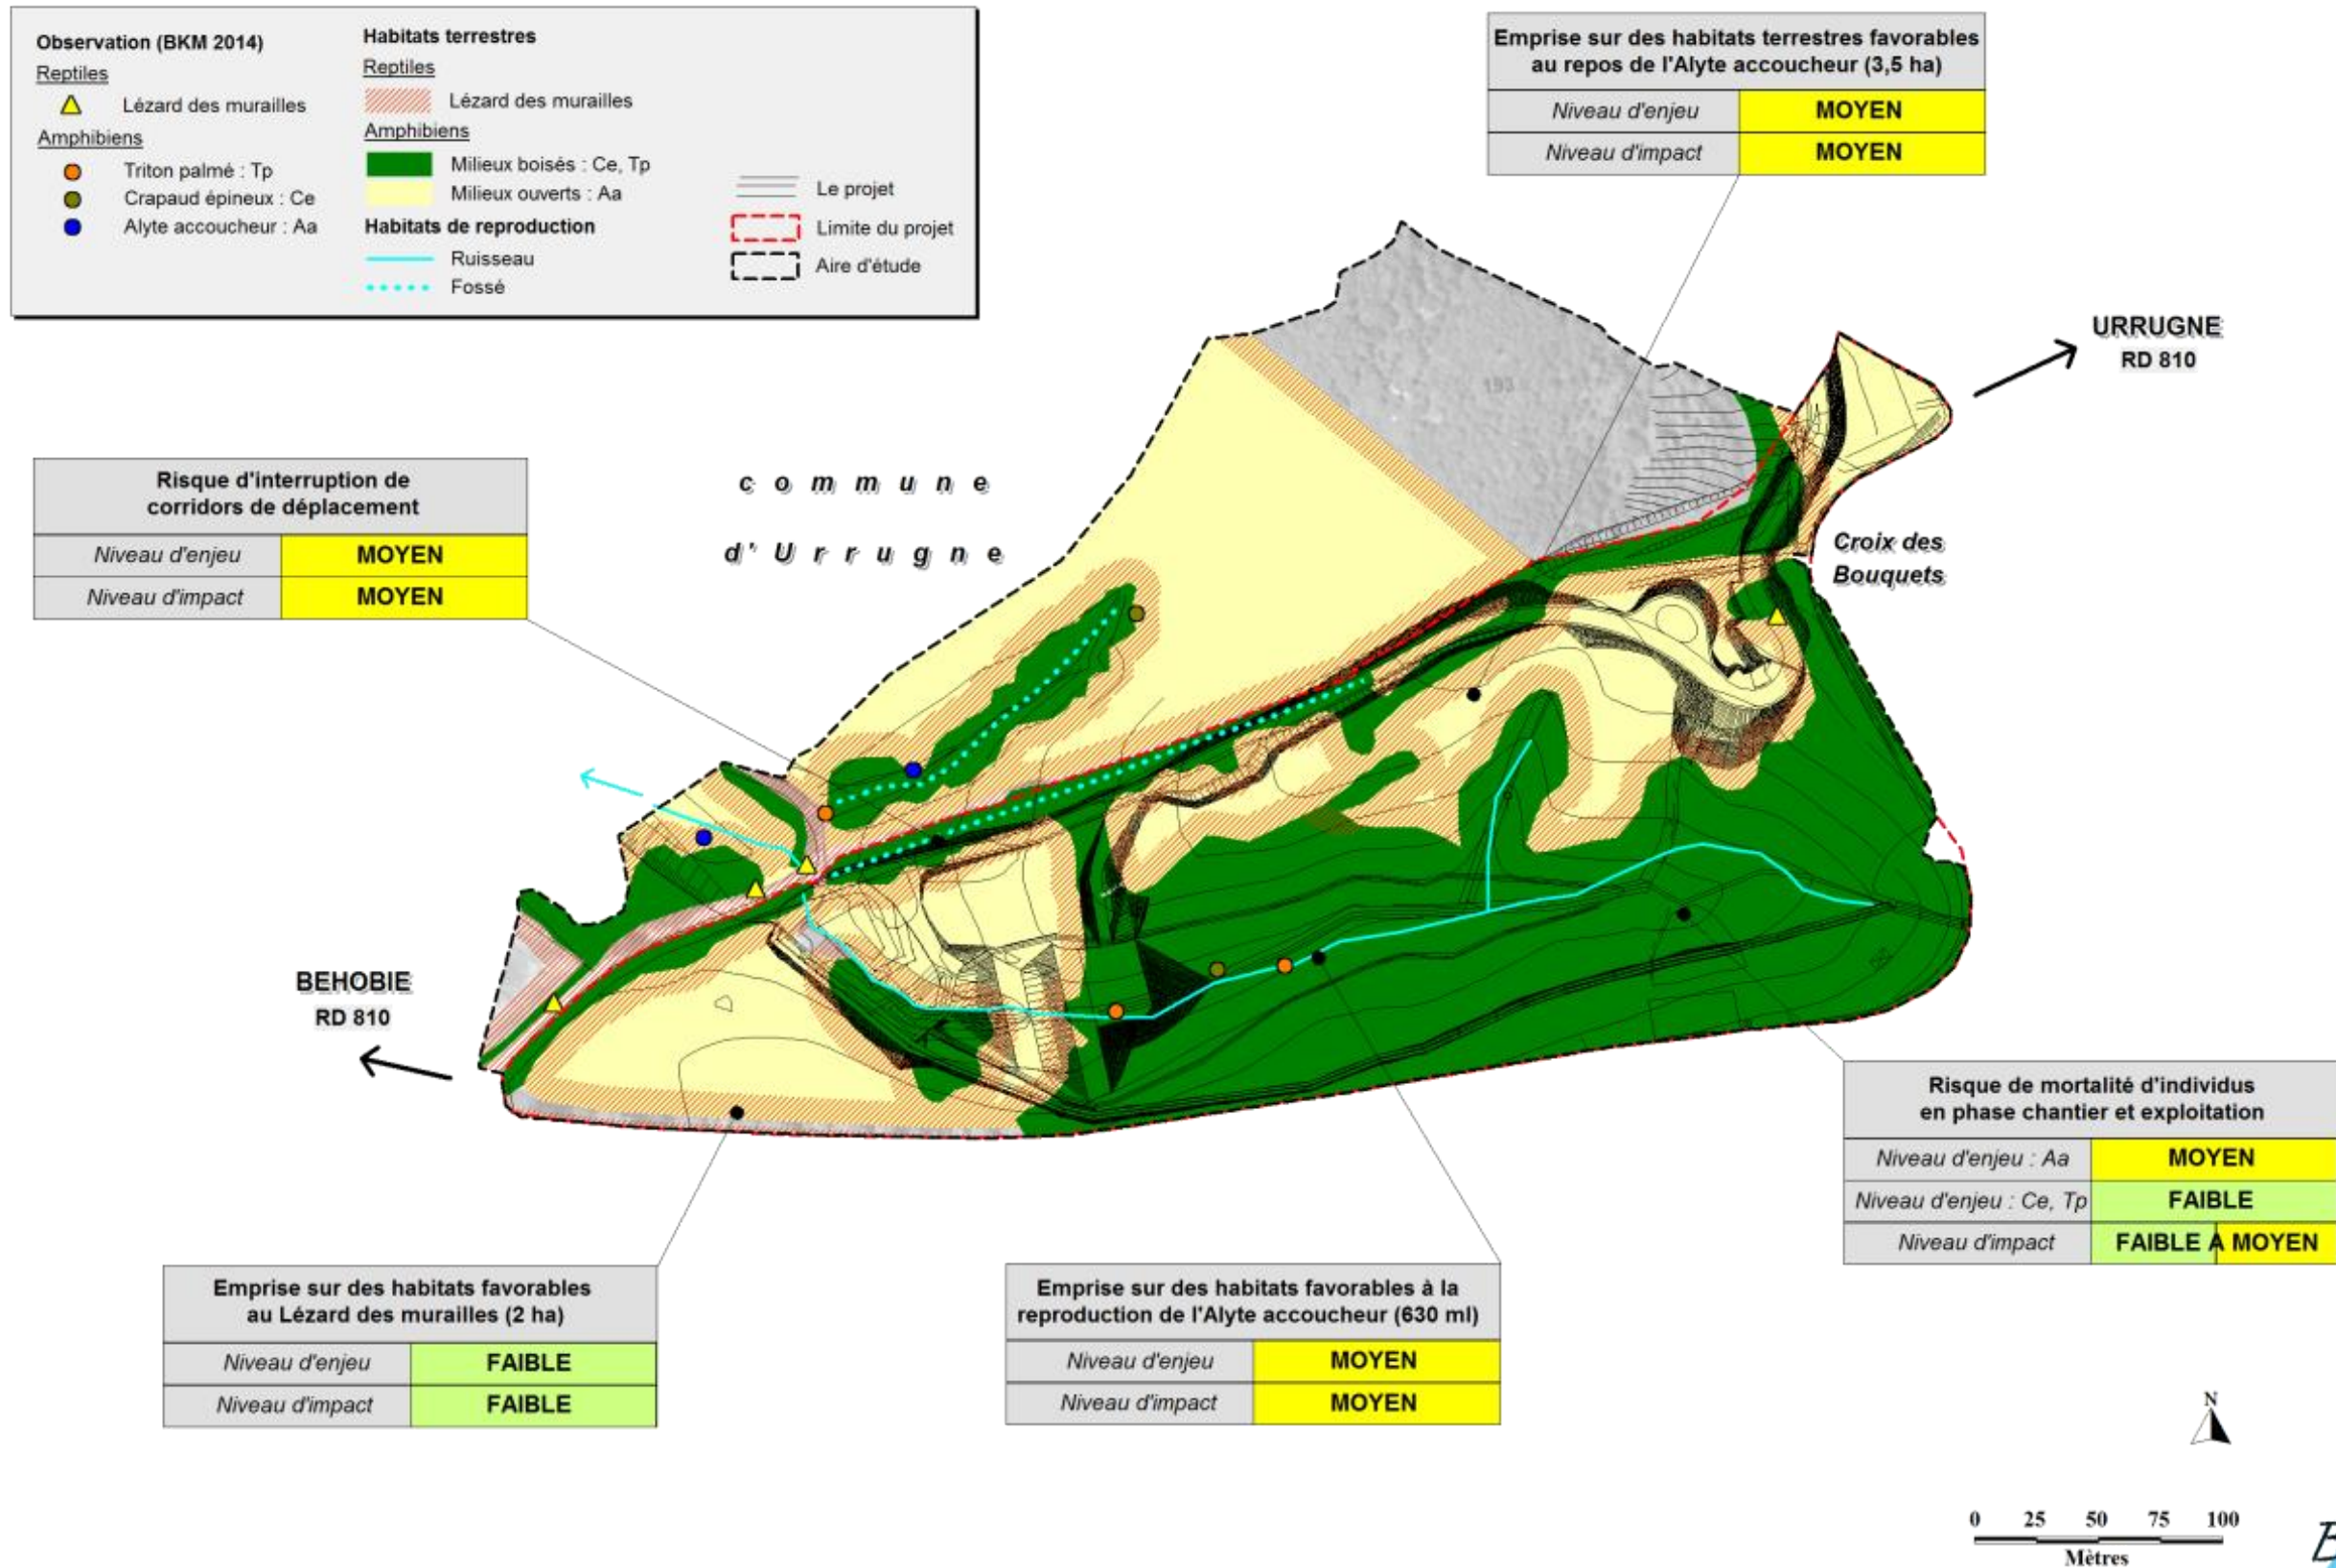 Observation (BKM 2014)
Reptiles
Lézard des murailles
Amphibiens
Triton palmé : Tp
Crapaud épineux : Ce
Alyte accoucheur : Aa
Habitats terrestres
Reptiles
Lézard des murailles
Amphibiens
Milieux boisés : Ce, Tp
Milieux ouverts : Aa
Habitats de reproduction
Ruisseau
Fossé
Le projet
Limite du projet
Aire d'étude
Emprise sur des habitats terrestres favorables
au repos de l'Alyte accoucheur (3,5 ha)
Niveau d'enjeu MOYEN
Niveau d'impact MOYEN
URRUGNE
RD 810
193
Risque d'interruption de
corridors de déplacement
Niveau d'enjeu MOYEN
Niveau d'impact MOYEN
commune
d'Urrugne
Croix des
Bouquets
BEHOBIE
RD 810
Risque de mortalité d'individus
en phase chantier et exploitation
Niveau d'enjeu : Aa MOYEN
Niveau d'enjeu : Ce, Tp FAIBLE
Niveau d'impact FAIBLE A MOYEN
Emprise sur des habitats favorables
au Lézard des murailles (2 ha)
Niveau d'enjeu FAIBLE
Niveau d'impact FAIBLE
Emprise sur des habitats favorables à la
reproduction de l'Alyte accoucheur (630 ml)
Niveau d'enjeu MOYEN
Niveau d'impact MOYEN
N
0 25 50 75 100
Mètres